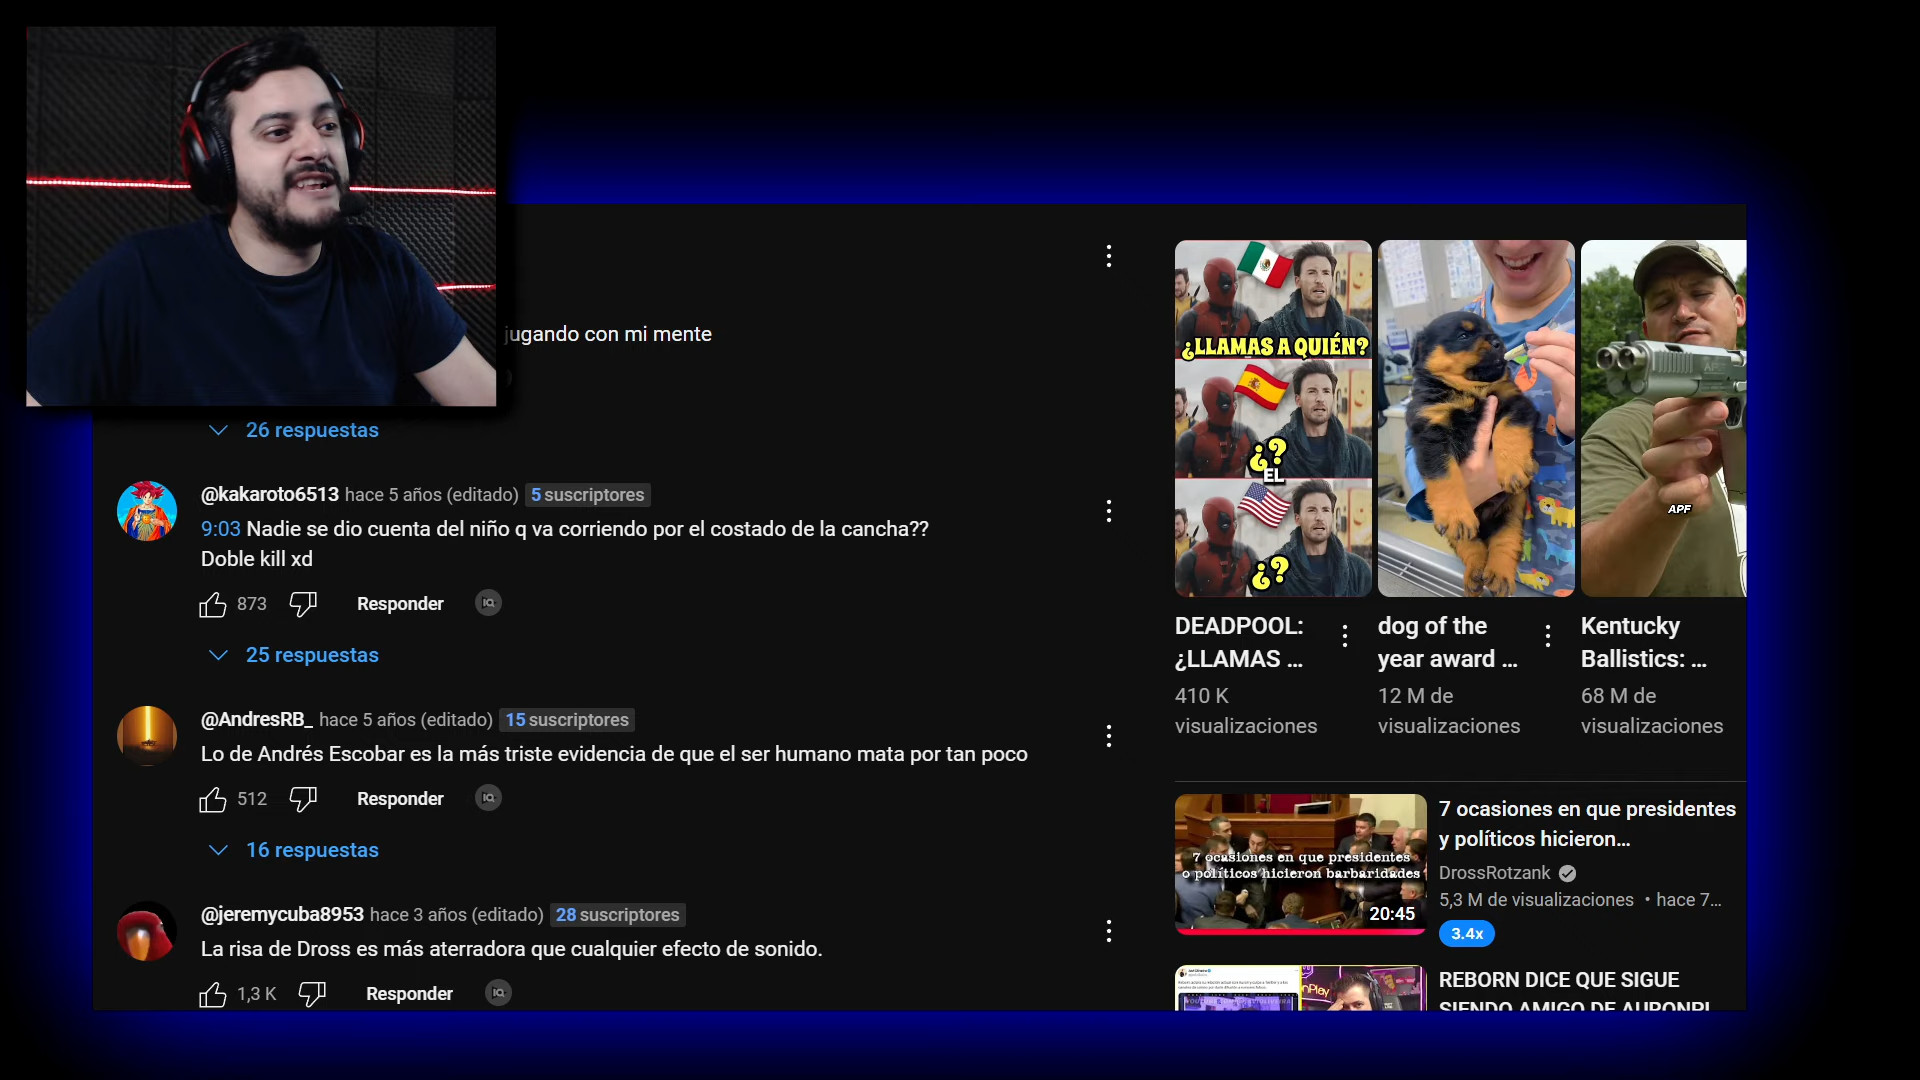 jugando con mi mente
26 respuestas
@kakaroto6513 hace 5 años (editado) 5 suscriptores
9:03 Nadie se dio cuenta del niño q va corriendo por el costado de la cancha??
Doble kill xd
873 Responder
25 respuestas
@AndresRB_ hace 5 años (editado) 15 suscriptores
Lo de Andrés Escobar es la más triste evidencia de que el ser humano mata por tan poco
512 Responder
16 respuestas
@jeremycuba8953 hace 3 años (editado) 28 suscriptores
La risa de Dross es más aterradora que cualquier efecto de sonido.
1,3 K Responder
¿LLAMAS A QUIÉN?
¿?
EL
¿?
APF
DEADPOOL:
¿LLAMAS ...
410 K
visualizaciones
dog of the
year award ...
12 M de
visualizaciones
Kentucky
Ballistics: ...
68 M de
visualizaciones
7 ocasiones en que presidentes
o políticos hicieron barbaridades
20:45
7 ocasiones en que presidentes
y políticos hicieron...
DrossRotzank
5,3 M de visualizaciones • hace 7...
3.4x
REBORN DICE QUE SIGUE
SIENDO AMIGO DE AURONPL